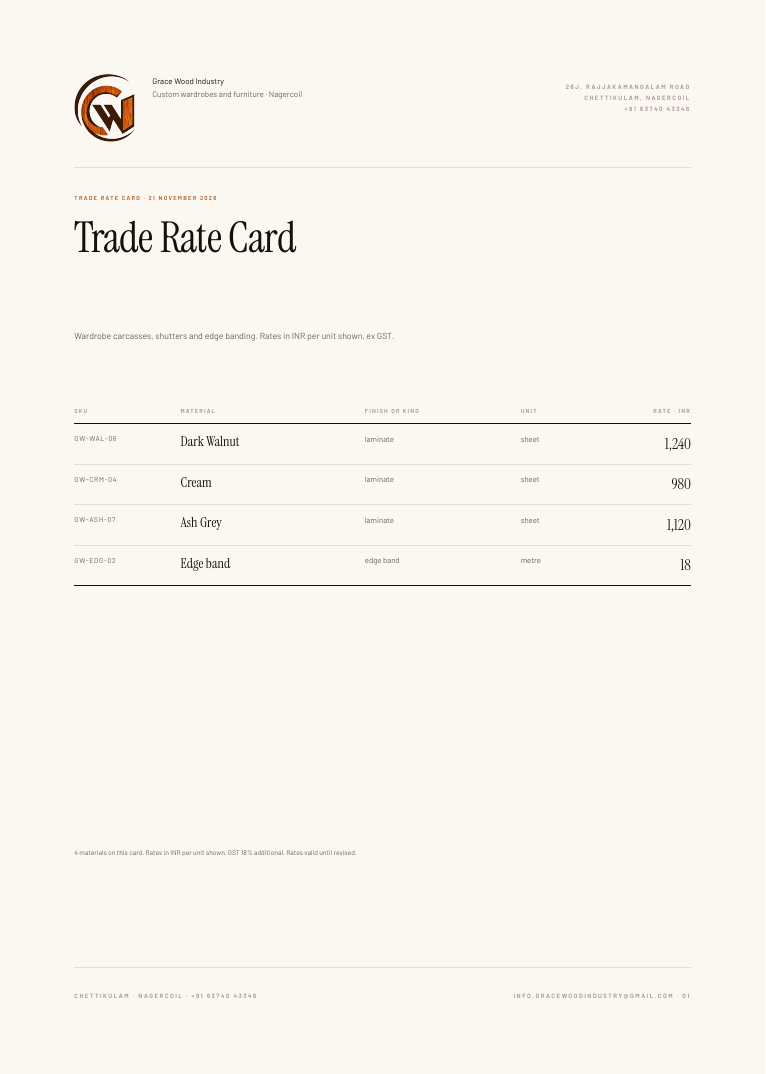 Grace Wood Industry
Custom wardrobes and furniture · Nagercoil
26J, RAJJAKAMANGALAM ROAD
CHETTIKULAM, NAGERCOIL
+91 63740 43346
TRADE RATE CARD · 21 NOVEMBER 2026
Trade Rate Card
Wardrobe carcasses, shutters and edge banding. Rates in INR per unit shown, ex GST.
SKU MATERIAL FINISH OR KIND UNIT RATE · INR
GW-WAL-06 Dark Walnut laminate sheet 1,240
GW-CRM-04 Cream laminate sheet 980
GW-ASH-07 Ash Grey laminate sheet 1,120
GW-EDG-02 Edge band edge band metre 18
4 materials on this card. Rates in INR per unit shown. GST 18% additional. Rates valid until revised.
CHETTIKULAM · NAGERCOIL · +91 63740 43346
INFO.GRACEWOODINDUSTRY@GMAIL.COM · 01